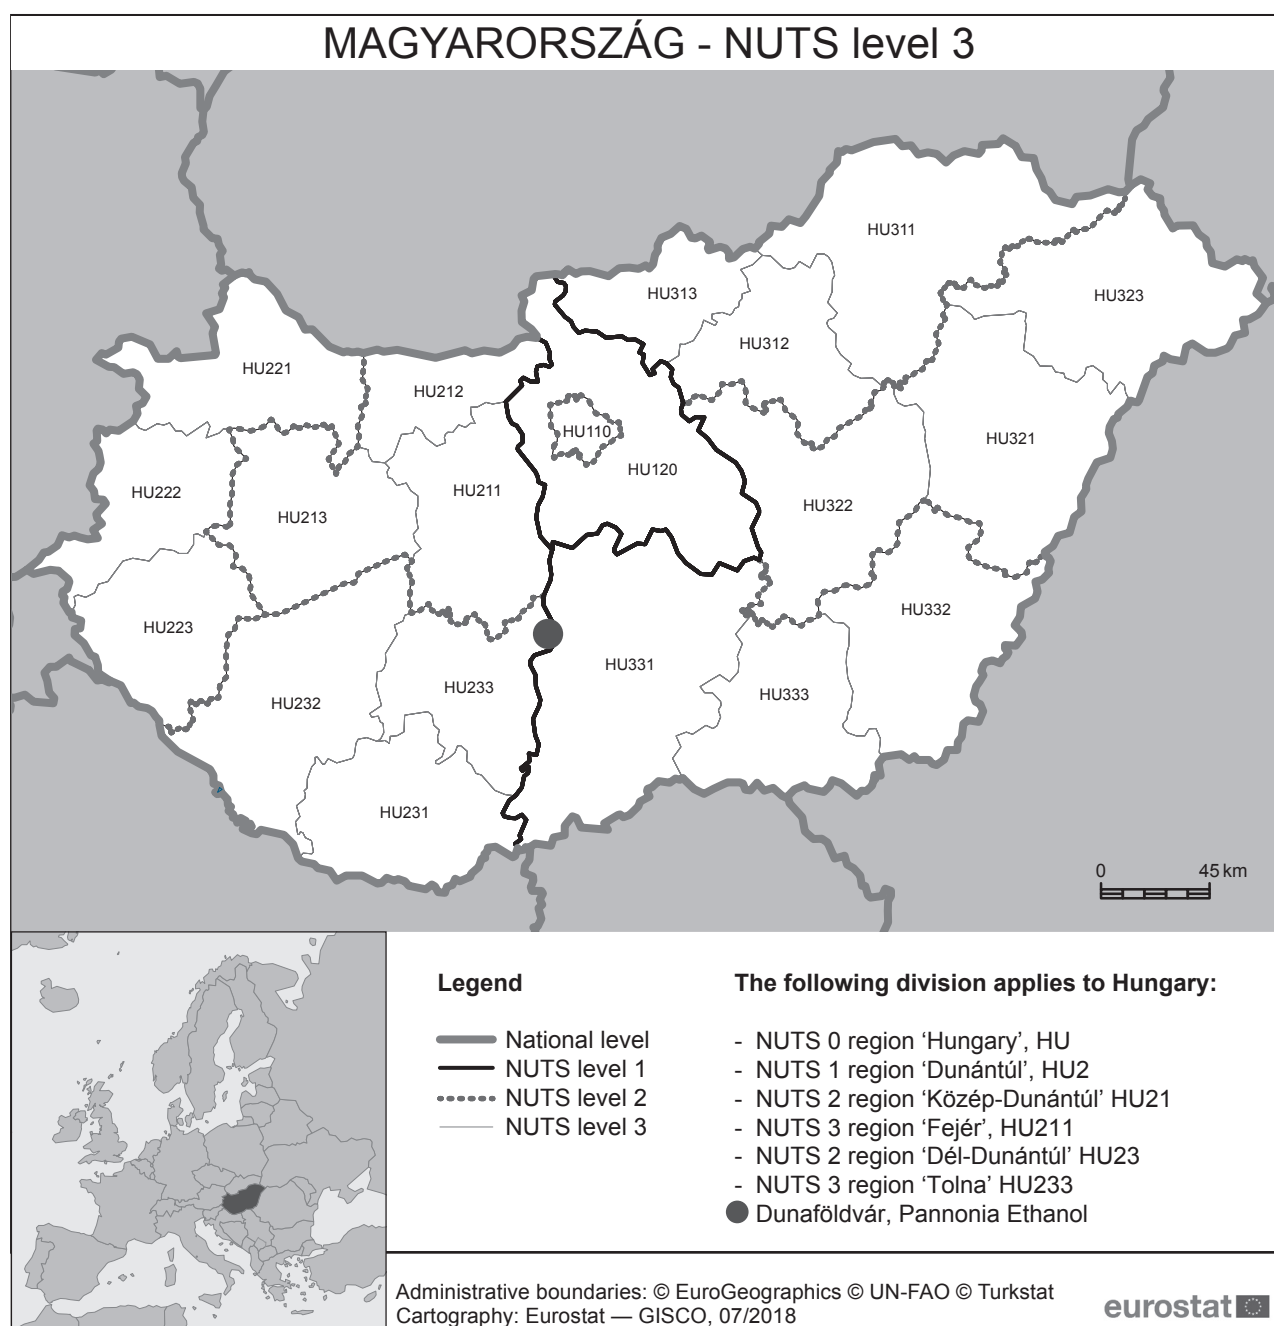 MAGYARORSZÁG - NUTS level 3
HU311
HU313
HU323
HU312
HU221
HU212
HU110
HU321
HU120
HU222
HU211
HU322
HU213
HU332
HU223
HU331
HU233
HU333
HU232
HU231
0 45 km
Legend
National level
NUTS level 1
NUTS level 2
NUTS level 3
The following division applies to Hungary:
- NUTS 0 region ‘Hungary’, HU
- NUTS 1 region ‘Dunántúl’, HU2
- NUTS 2 region ‘Közép-Dunántúl’ HU21
- NUTS 3 region ‘Fejér’, HU211
- NUTS 2 region ‘Dél-Dunántúl’ HU23
- NUTS 3 region ‘Tolna’ HU233
Dunaföldvár, Pannonia Ethanol
Administrative boundaries: © EuroGeographics © UN-FAO © Turkstat
Cartography: Eurostat — GISCO, 07/2018
eurostat